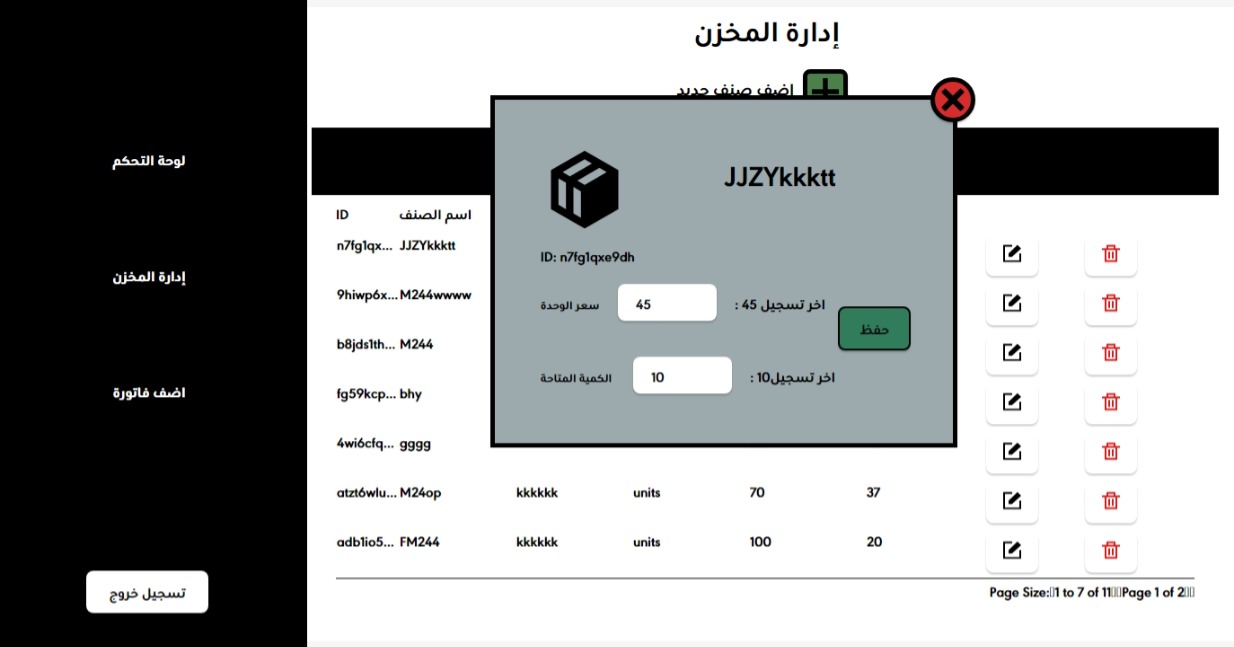 إدارة المخزن
اضف صنف جديد
لوحة التحكم
إدارة المخزن
اضف فاتورة
تسجيل خروج
JJZYkkktt
ID: n7fg1qxe9dh
سعر الوحدة 45 اخر تسجيل 45 :
حفظ
الكمية المتاحة 10 اخر تسجيل10 :
ID اسم الصنف
n7fg1qx... JJZYkkktt
9hiwp6x... M244wwww
b8jds1th... M244
fg59kcp... bhy
4wi6cfq... gggg
atzt6wlu... M24op kkkkkk units 70 37
adb1io5... FM244 kkkkkk units 100 20
Page Size: 1 to 7 of 11 Page 1 of 2